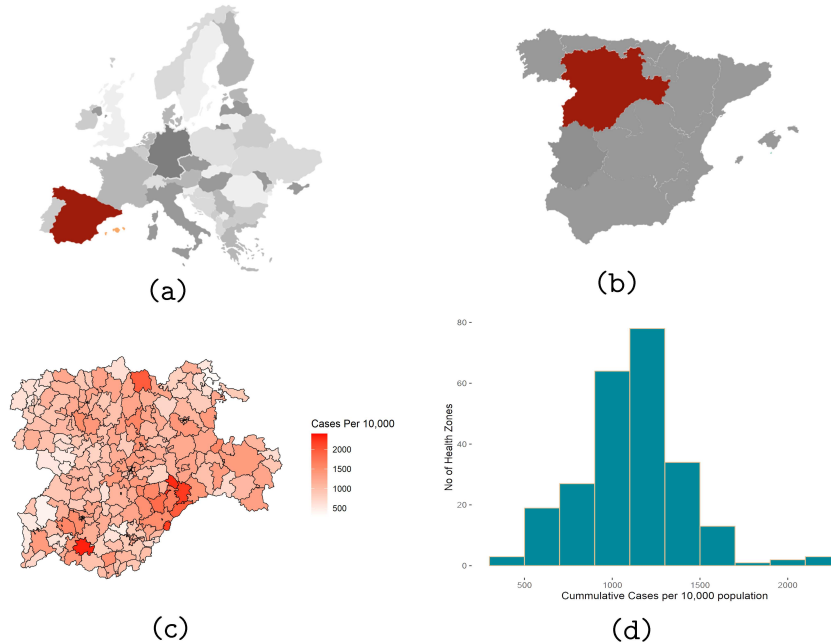 (a)
(b)
Cases Per 10,000
2000
1500
1000
500
(c)
No of Health Zones
80
60
40
20
0
500
1000
1500
2000
Cummulative Cases per 10,000 population
(d)